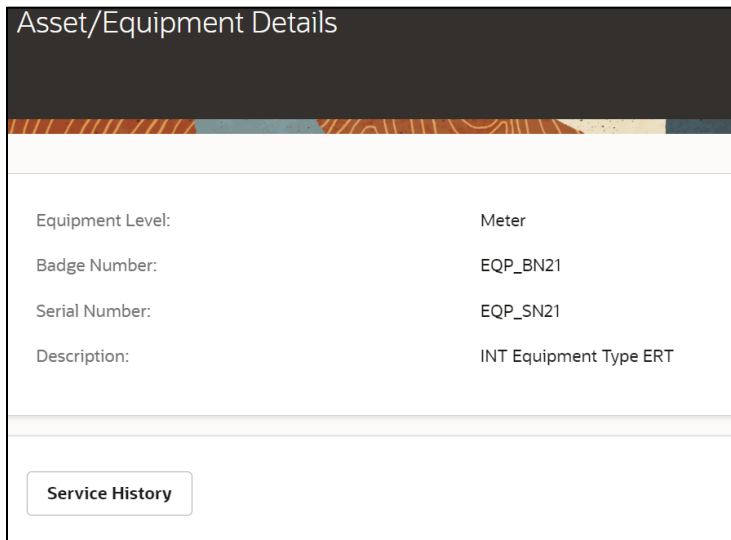 Asset/Equipment Details
Equipment Level: Meter
Badge Number: EQP_BN21
Serial Number: EQP_SN21
Description: INT Equipment Type ERT
Service History